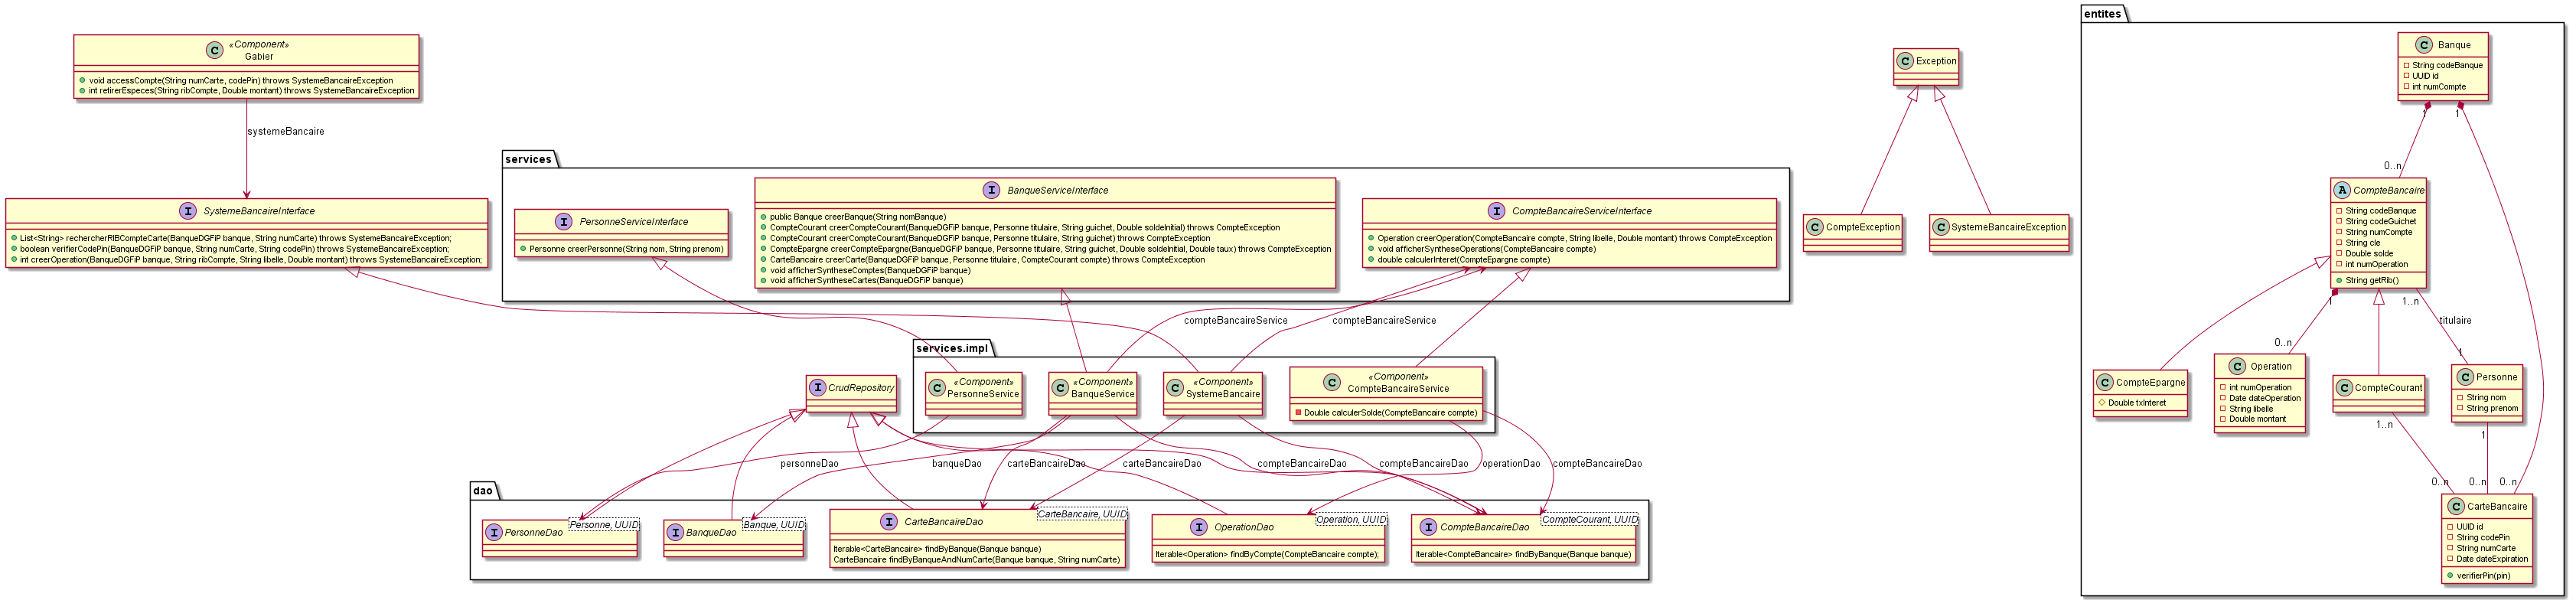 «Component»
Gabier
void accessCompte(String numCarte, codePin) throws SystemeBancaireException
int retirerEspeces(String ribCompte, Double montant) throws SystemeBancaireException
systemeBancaire
I SystemeBancaireInterface
List<String> rechercherRIBCompteCarte(BanqueDGFiP banque, String numCarte) throws SystemeBancaireException;
boolean verifierCodePin(BanqueDGFiP banque, String numCarte, String codePin) throws SystemeBancaireException;
int creerOperation(BanqueDGFiP banque, String ribCompte, String libelle, Double montant) throws SystemeBancaireException;
services
I PersonneServiceInterface
Personne creerPersonne(String nom, String prenom)
I BanqueServiceInterface
public Banque creerBanque(String nomBanque)
CompteCourant creerCompteCourant(BanqueDGFiP banque, Personne titulaire, String guichet, Double soldeInitial) throws CompteException
CompteCourant creerCompteCourant(BanqueDGFiP banque, Personne titulaire, String guichet) throws CompteException
CompteEpargne creerCompteEpargne(BanqueDGFiP banque, Personne titulaire, String guichet, Double soldeInitial, Double taux) throws CompteException
CarteBancaire creerCarte(BanqueDGFiP banque, Personne titulaire, CompteCourant compte) throws CompteException
void afficherSyntheseComptes(BanqueDGFiP banque)
void afficherSyntheseCartes(BanqueDGFiP banque)
I CompteBancaireServiceInterface
Operation creerOperation(CompteBancaire compte, String libelle, Double montant) throws CompteException
void afficherSyntheseOperations(CompteBancaire compte)
double calculerInteret(CompteEpargne compte)
compteBancaireService
compteBancaireService
services.impl
C «Component»
PersonneService
C «Component»
BanqueService
C «Component»
SystemeBancaire
C «Component»
CompteBancaireService
Double calculerSolde(CompteBancaire compte)
I CrudRepository
personneDao
banqueDao
carteBancaireDao
carteBancaireDao
compteBancaireDao
compteBancaireDao
operationDao
compteBancaireDao
dao
I PersonneDao
Personne, UUID
I BanqueDao
Banque, UUID
I CarteBancaireDao
CarteBancaire, UUID
Iterable<CarteBancaire> findByBanque(Banque banque)
CarteBancaire findByBanqueAndNumCarte(Banque banque, String numCarte)
I OperationDao
Operation, UUID
Iterable<Operation> findByCompte(CompteBancaire compte);
I CompteBancaireDao
CompteCourant, UUID
Iterable<CompteBancaire> findByBanque(Banque banque)
C Exception
C CompteException
C SystemeBancaireException
entites
C Banque
String codeBanque
UUID id
int numCompte
1
1
0..n
A CompteBancaire
String codeBanque
String codeGuichet
String numCompte
String cle
Double solde
int numOperation
String getRib()
1
1..n
titulaire
0..n
1
C CompteEpargne
Double txInteret
C Operation
int numOperation
Date dateOperation
String libelle
Double montant
C CompteCourant
C Personne
String nom
String prenom
1..n
1
0..n
0..n
0..n
C CarteBancaire
UUID id
String codePin
String numCarte
Date dateExpiration
verifierPin(pin)